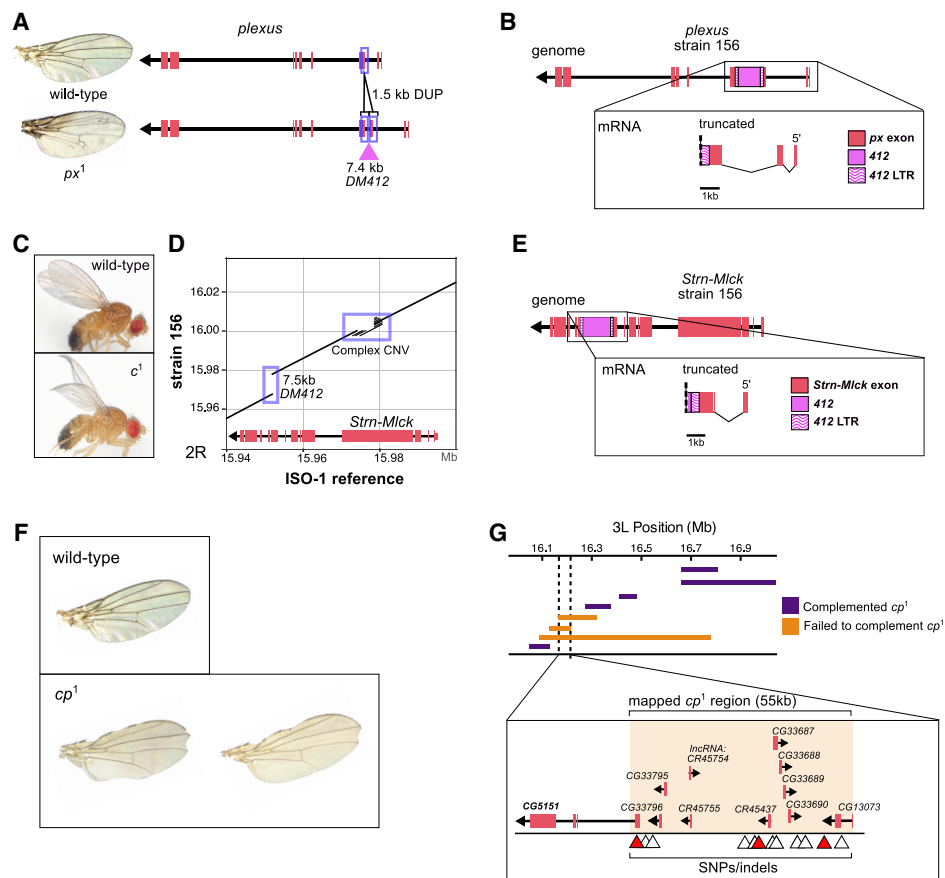 A
plexus
wild-type
1.5 kb DUP
px1
7.4 kb
DM412
B
plexus
strain 156
genome
mRNA
truncated
5'
1kb
px exon
412
412 LTR
C
wild-type
c1
D
strain 156
16.02
16.00
15.98
15.96
Complex CNV
7.5kb
DM412
Strn-Mlck
2R
15.94
15.96
15.98
Mb
ISO-1 reference
E
Strn-Mlck
strain 156
genome
mRNA
truncated
5'
1kb
Strn-Mlck exon
412
412 LTR
F
wild-type
cp1
G
3L Position (Mb)
16.1
16.3
16.5
16.7
16.9
Complemented cp1
Failed to complement cp1
mapped cp1 region (55kb)
CG33687
lncRNA:
CR45754
CG33688
CG33795
CG33689
CG5151
CG33796
CR45755
CR45437
CG33690
CG13073
SNPs/indels